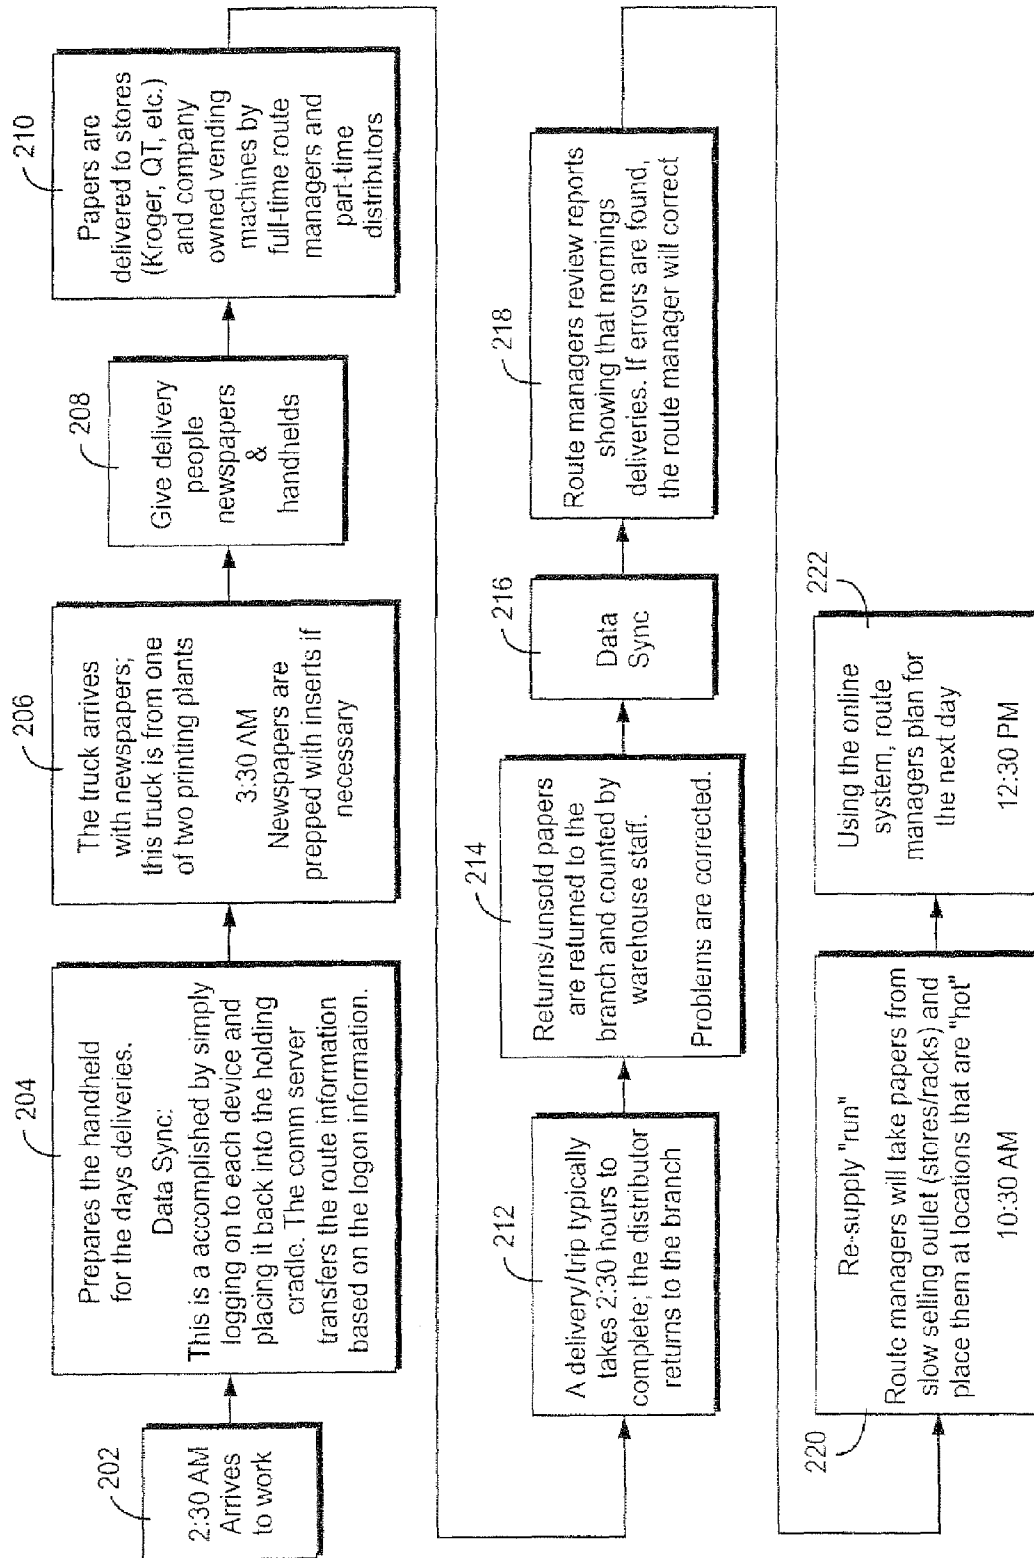 202
2:30 AM
Arrives
to work
204
Prepares the handheld
for the days deliveries.
Data Sync:
This is a accomplished by simply
logging on to each device and
placing it back into the holding
cradle. The comm server
transfers the route information
based on the logon information.
206
The truck arrives
with newspapers;
this truck is from one
of two printing plants
3:30 AM
Newspapers are
prepped with inserts if
necessary
208
Give delivery
people
newspapers
&
handhelds
210
Papers are
delivered to stores
(Kroger, QT, etc.)
and company
owned vending
machines by
full-time route
managers and
part-time
distributors
212
A delivery/trip typically
takes 2:30 hours to
complete; the distributor
returns to the branch
214
Returns/unsold papers
are returned to the
branch and counted by
warehouse staff.
Problems are corrected.
216
Data
Sync
218
Route managers review reports
showing that mornings
deliveries. If errors are found,
the route manager will correct
220
Re-supply "run"
Route managers will take papers from
slow selling outlet (stores/racks) and
place them at locations that are "hot"
10:30 AM
222
Using the online
system, route
managers plan for
the next day
12:30 PM